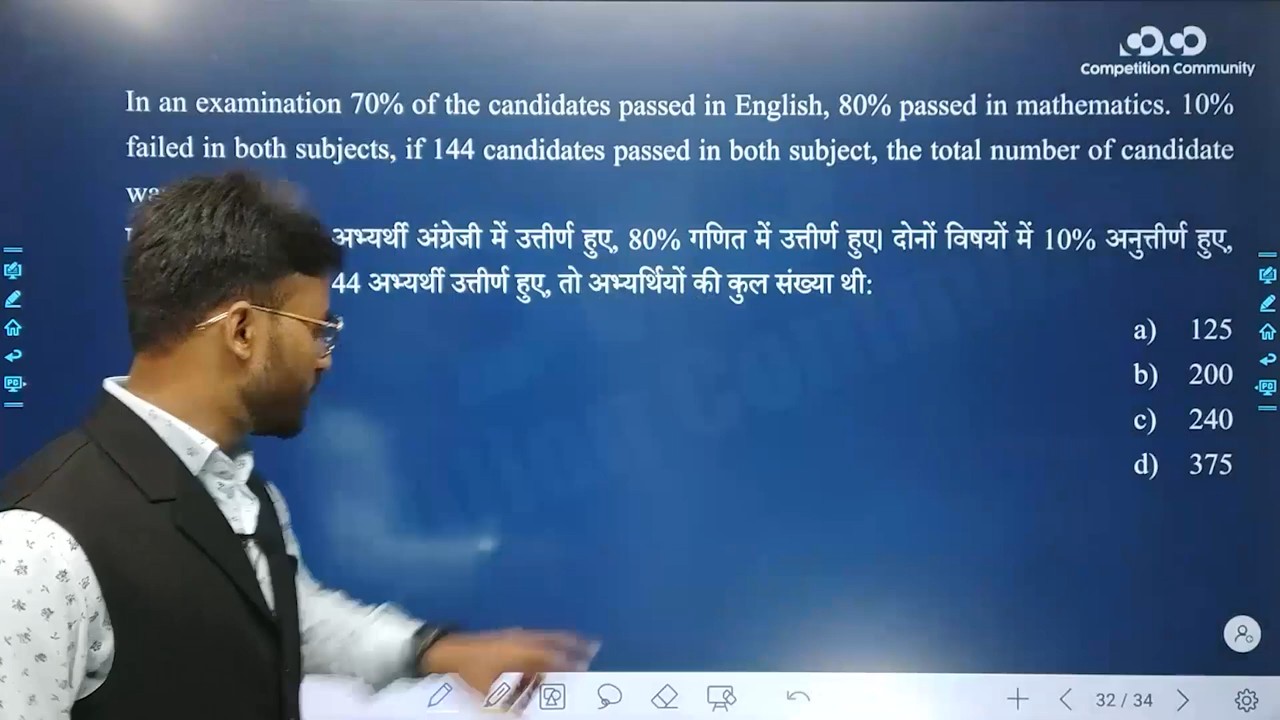 Competition Community
In an examination 70% of the candidates passed in English, 80% passed in mathematics. 10%
failed in both subjects, if 144 candidates passed in both subject, the total number of candidate
अभ्यर्थी अंग्रेजी में उत्तीर्ण हुए, 80% गणित में उत्तीर्ण हुए। दोनों विषयों में 10% अनुत्तीर्ण हुए,
44 अभ्यर्थी उत्तीर्ण हुए, तो अभ्यर्थियों की कुल संख्या थी:
a) 125
b) 200
c) 240
d) 375
32 / 34